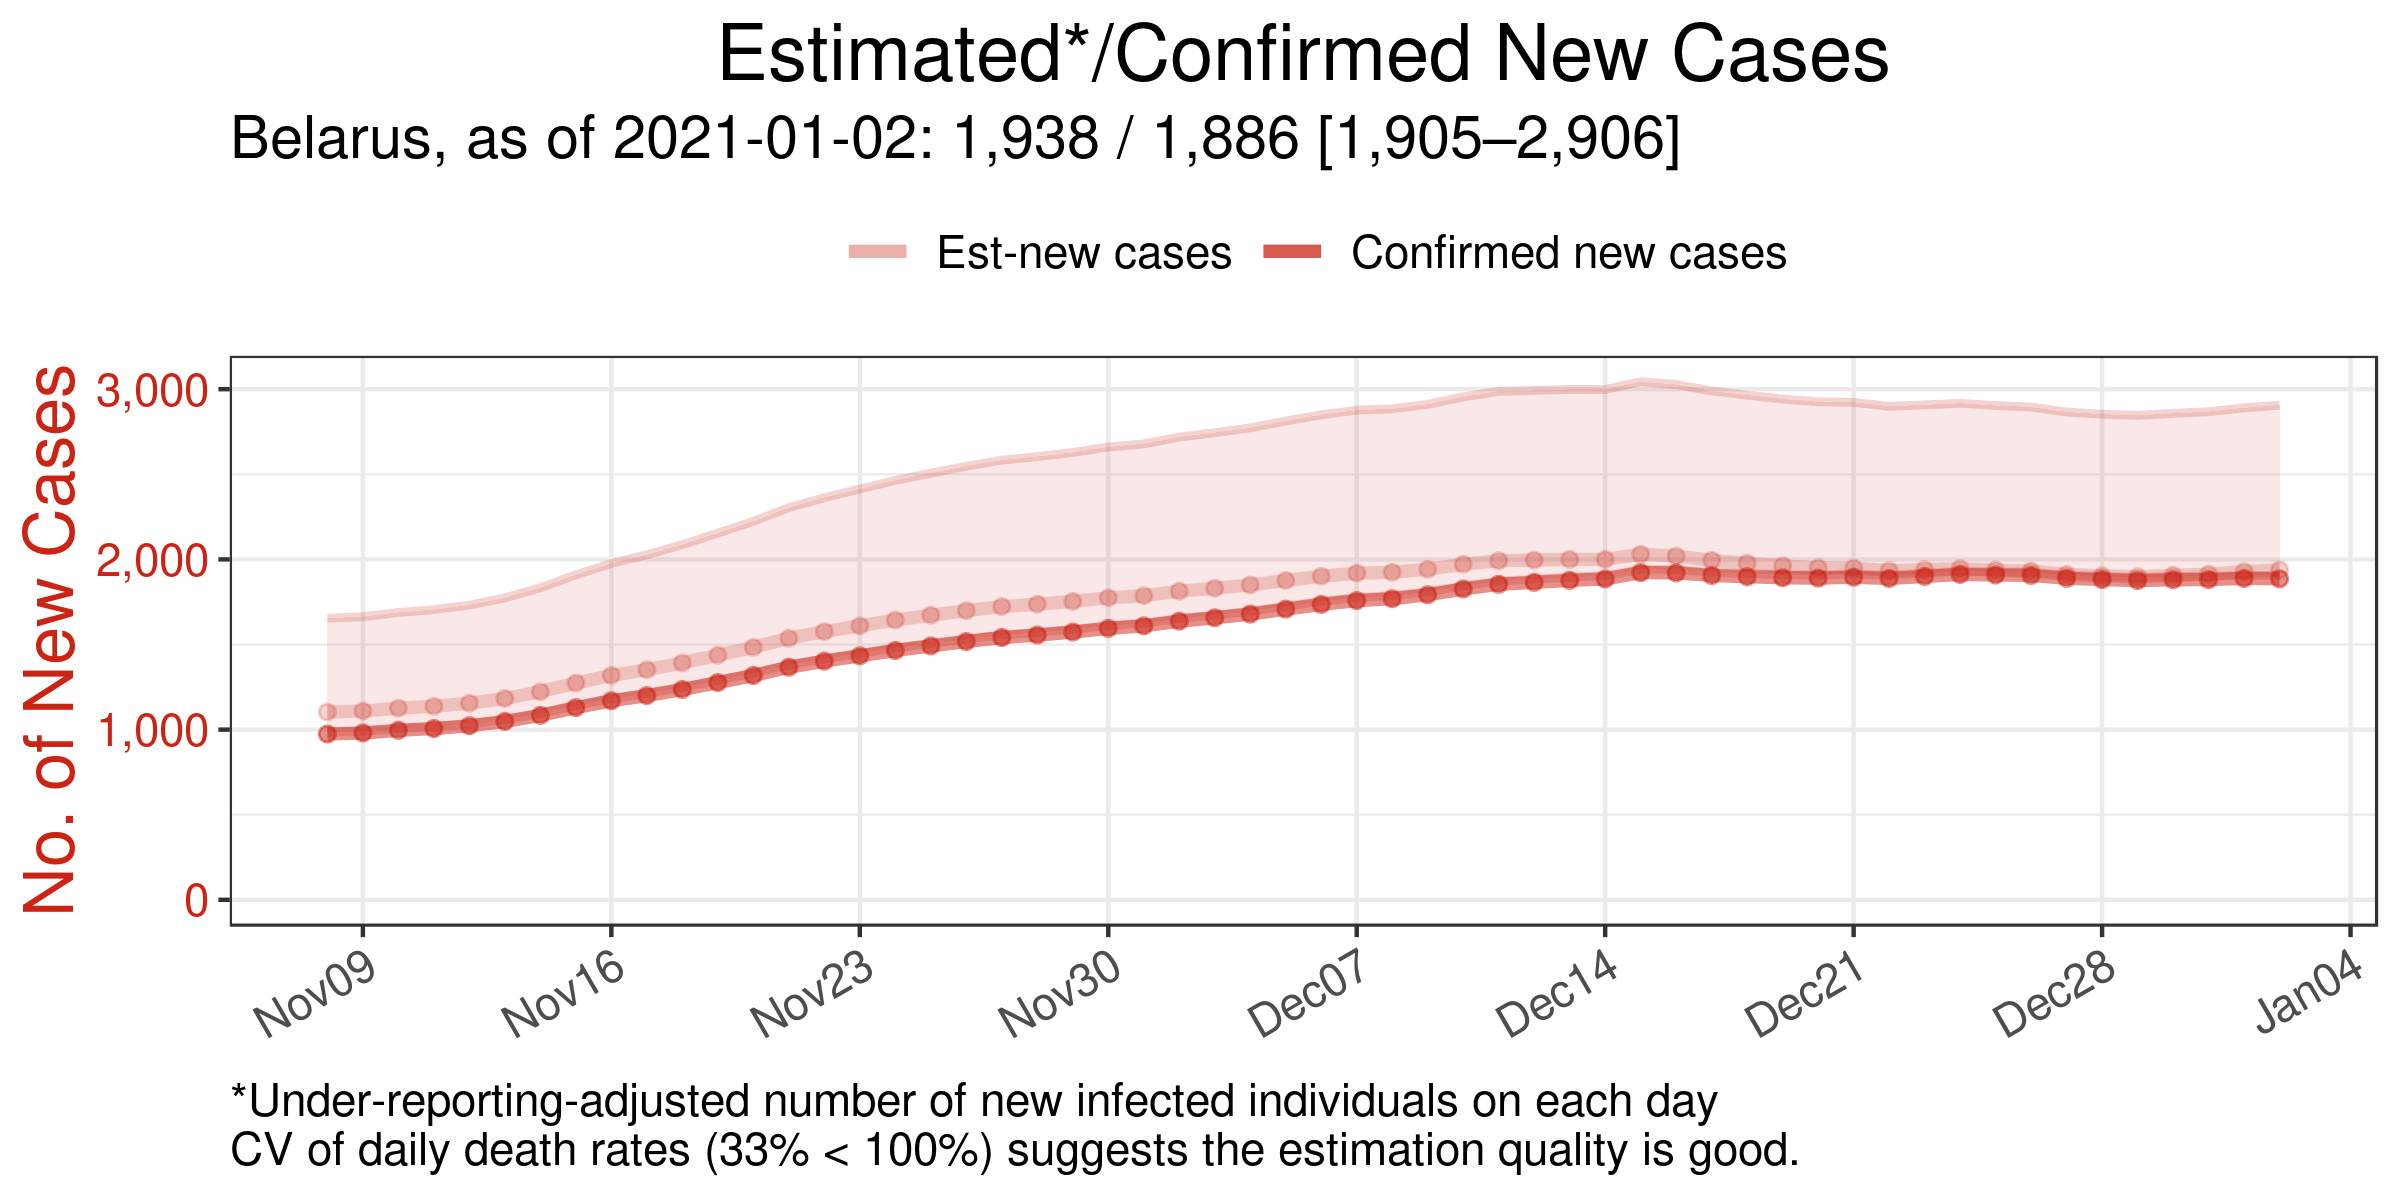 Estimated*/Confirmed New Cases
Belarus, as of 2021-01-02: 1,938 / 1,886 [1,905–2,906]
Est-new cases
Confirmed new cases
No. of New Cases
3,000
2,000
1,000
0
Nov09
Nov16
Nov23
Nov30
Dec07
Dec14
Dec21
Dec28
Jan04
*Under-reporting-adjusted number of new infected individuals on each day
CV of daily death rates (33% < 100%) suggests the estimation quality is good.